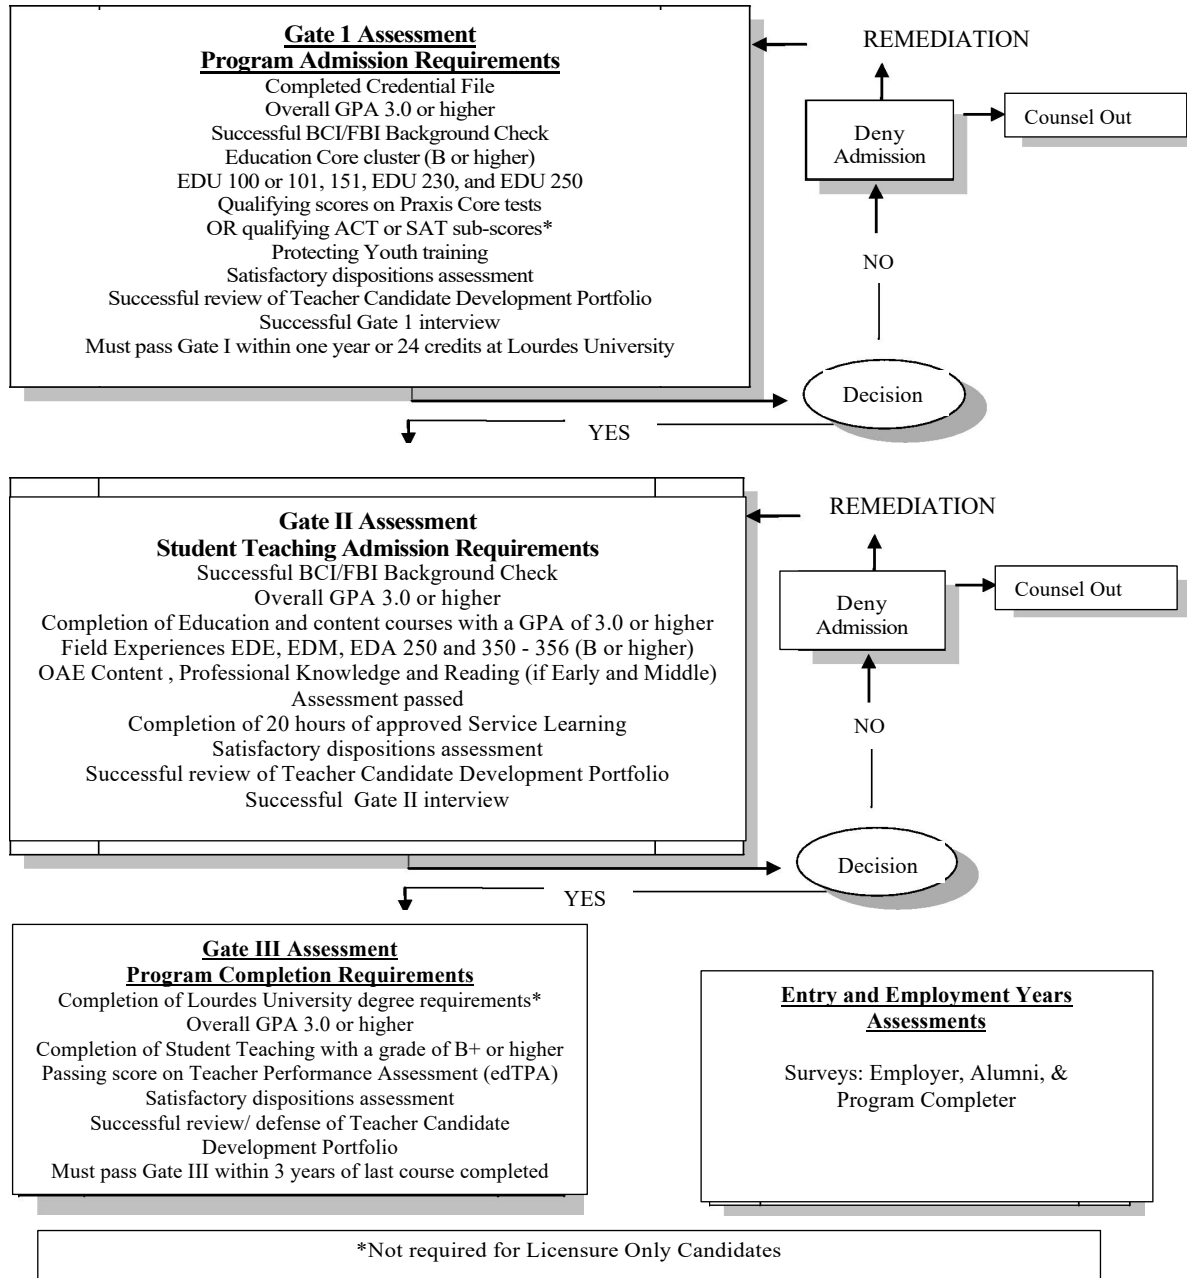 Gate 1 Assessment
Program Admission Requirements
Completed Credential File
Overall GPA 3.0 or higher
Successful BCI/FBI Background Check
Education Core cluster (B or higher)
EDU 100 or 101, 151, EDU 230, and EDU 250
Qualifying scores on Praxis Core tests
OR qualifying ACT or SAT sub-scores*
Protecting Youth training
Satisfactory dispositions assessment
Successful review of Teacher Candidate Development Portfolio
Successful Gate 1 interview
Must pass Gate I within one year or 24 credits at Lourdes University
REMEDIATION
Deny
Admission
Counsel Out
NO
Decision
YES
Gate II Assessment
Student Teaching Admission Requirements
Successful BCI/FBI Background Check
Overall GPA 3.0 or higher
Completion of Education and content courses with a GPA of 3.0 or higher
Field Experiences EDE, EDM, EDA 250 and 350 - 356 (B or higher)
OAE Content , Professional Knowledge and Reading (if Early and Middle)
Assessment passed
Completion of 20 hours of approved Service Learning
Satisfactory dispositions assessment
Successful review of Teacher Candidate Development Portfolio
Successful Gate II interview
REMEDIATION
Deny
Admission
Counsel Out
NO
Decision
YES
Gate III Assessment
Program Completion Requirements
Completion of Lourdes University degree requirements*
Overall GPA 3.0 or higher
Completion of Student Teaching with a grade of B+ or higher
Passing score on Teacher Performance Assessment (edTPA)
Satisfactory dispositions assessment
Successful review/ defense of Teacher Candidate
Development Portfolio
Must pass Gate III within 3 years of last course completed
Entry and Employment Years
Assessments
Surveys: Employer, Alumni, &
Program Completer
*Not required for Licensure Only Candidates